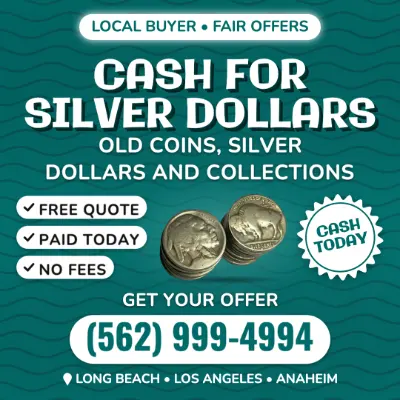 LOCAL BUYER • FAIR OFFERS
CASH FOR
SILVER DOLLARS
OLD COINS, SILVER
DOLLARS AND COLLECTIONS
FREE QUOTE
PAID TODAY
NO FEES
CASH
TODAY
GET YOUR OFFER
(562) 999-4994
LONG BEACH • LOS ANGELES • ANAHEIM